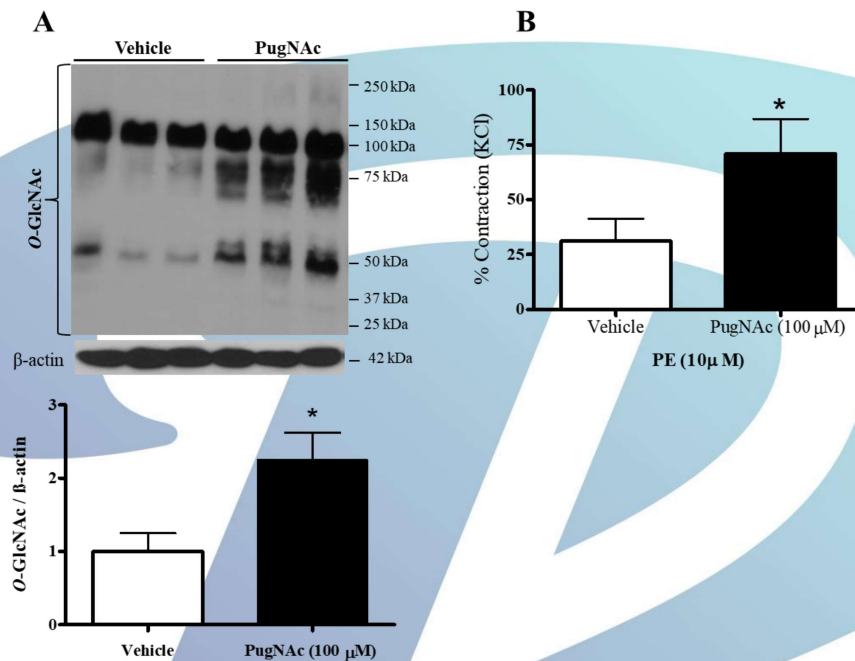 A
Vehicle PugNAc
O-GlcNAc
250 kDa
150 kDa
100 kDa
75 kDa
50 kDa
37 kDa
25 kDa
β-actin 42 kDa
O-GlcNAc / ß-actin
3
*
2
1
0
Vehicle PugNAc (100 µM)
B
% Contraction (KCl)
100
*
75
50
25
0
Vehicle PugNAc (100 µM)
PE (10µ M)